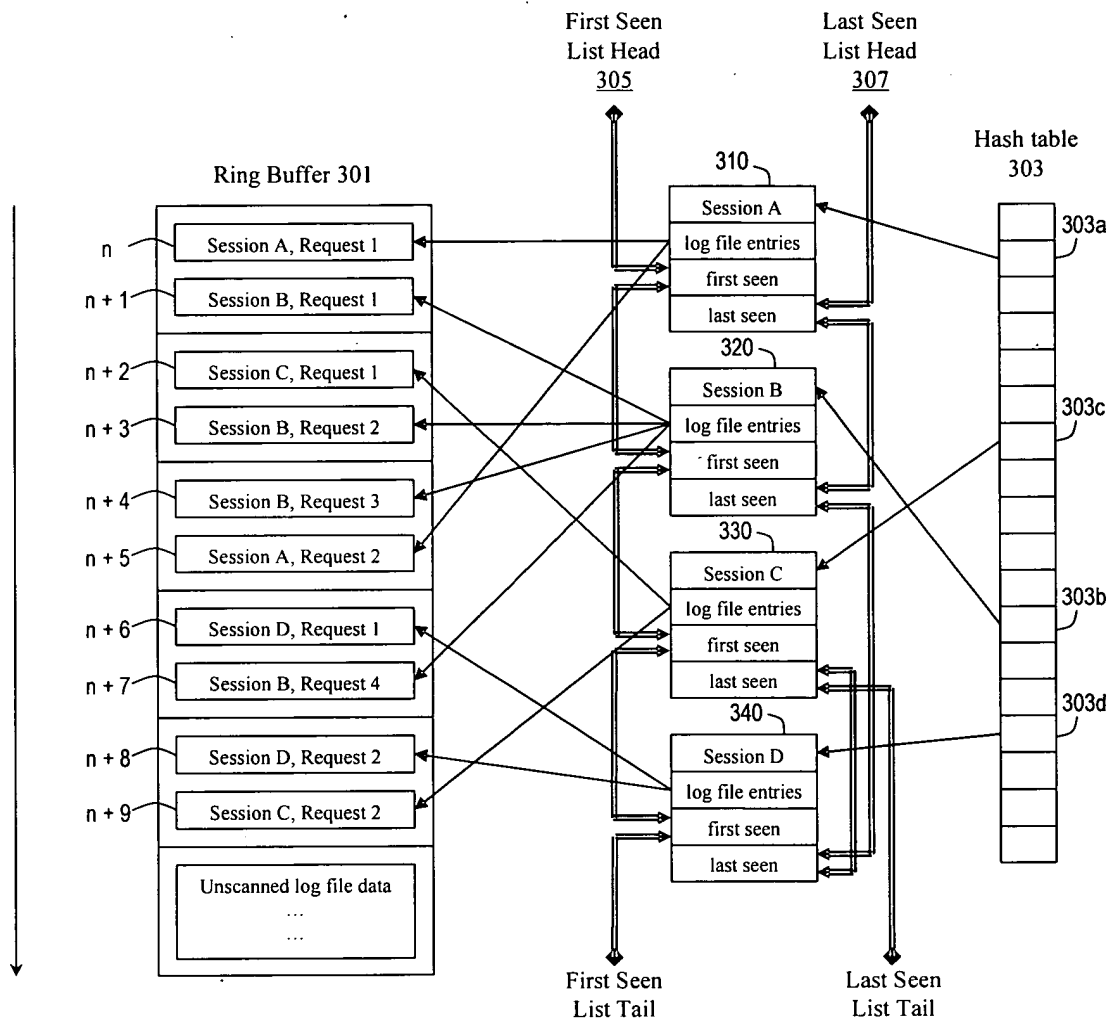 First Seen
List Head
305
Last Seen
List Head
307
Hash table
303
Ring Buffer 301
n
Session A, Request 1
n + 1
Session B, Request 1
n + 2
Session C, Request 1
n + 3
Session B, Request 2
n + 4
Session B, Request 3
n + 5
Session A, Request 2
n + 6
Session D, Request 1
n + 7
Session B, Request 4
n + 8
Session D, Request 2
n + 9
Session C, Request 2
Unscanned log file data
...
...
310
Session A
log file entries
first seen
last seen
320
Session B
log file entries
first seen
last seen
330
Session C
log file entries
first seen
last seen
340
Session D
log file entries
first seen
last seen
303a
303c
303b
303d
First Seen
List Tail
Last Seen
List Tail